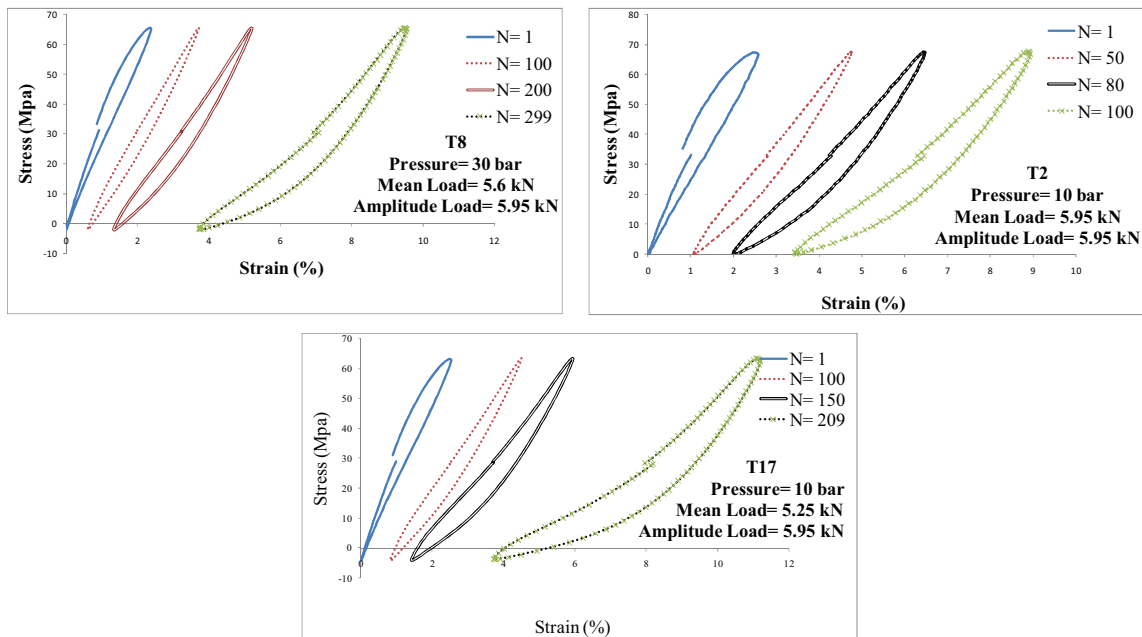 70
60
50
40
30
20
10
0
-10
Stress (Mpa)
0 2 4 6 8 10 12
Strain (%)
N= 1
N= 100
N= 200
N= 299
T8
Pressure= 30 bar
Mean Load= 5.6 kN
Amplitude Load= 5.95 kN
80
70
60
50
40
30
20
10
0
Stress (Mpa)
0 1 2 3 4 5 6 7 8 9 10
Strain (%)
N= 1
N= 50
N= 80
N= 100
T2
Pressure= 10 bar
Mean Load= 5.95 kN
Amplitude Load= 5.95 kN
70
60
50
40
30
20
10
0
-10
Stress (Mpa)
0 2 4 6 8 10 12
Strain (%)
N= 1
N= 100
N= 150
N= 209
T17
Pressure= 10 bar
Mean Load= 5.25 kN
Amplitude Load= 5.95 kN